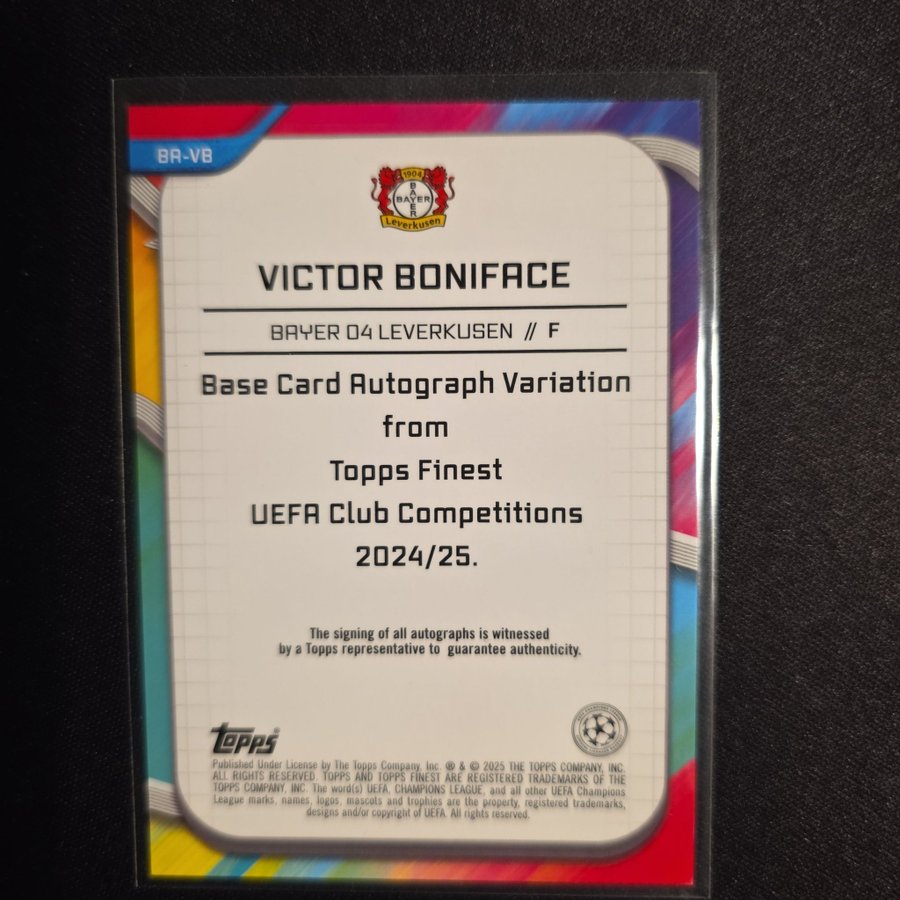 BA-VB
1904
BAYER
BAYER
Leverkusen
VICTOR BONIFACE
BAYER 04 LEVERKUSEN // F
Base Card Autograph Variation
from
Topps Finest
UEFA Club Competitions
2024/25.
The signing of all autographs is witnessed
by a Topps representative to guarantee authenticity.
Topps®
Published Under License by The Topps Company, Inc. ® & © 2025 THE TOPPS COMPANY, INC.
ALL RIGHTS RESERVED. TOPPS AND TOPPS FINEST ARE REGISTERED TRADEMARKS OF THE
TOPPS COMPANY, INC. The word(s) UEFA, CHAMPIONS LEAGUE, and all other UEFA Champions
League marks, names, logos, mascots and trophies are the property, registered trademarks,
designs and/or copyright of UEFA. All rights reserved.